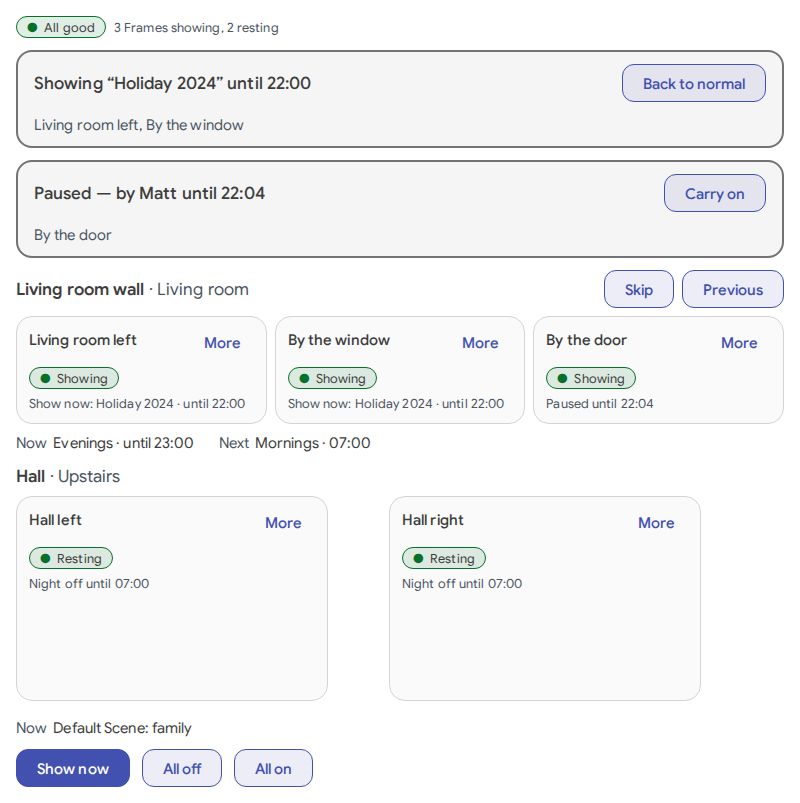 All good 3 Frames showing, 2 resting
Showing “Holiday 2024” until 22:00
Back to normal
Living room left, By the window
Paused — by Matt until 22:04
Carry on
By the door
Living room wall · Living room
Skip
Previous
Living room left
More
Showing
Show now: Holiday 2024 · until 22:00
By the window
More
Showing
Show now: Holiday 2024 · until 22:00
By the door
More
Showing
Paused until 22:04
Now Evenings · until 23:00 Next Mornings · 07:00
Hall · Upstairs
Hall left
More
Resting
Night off until 07:00
Hall right
More
Resting
Night off until 07:00
Now Default Scene: family
Show now
All off
All on